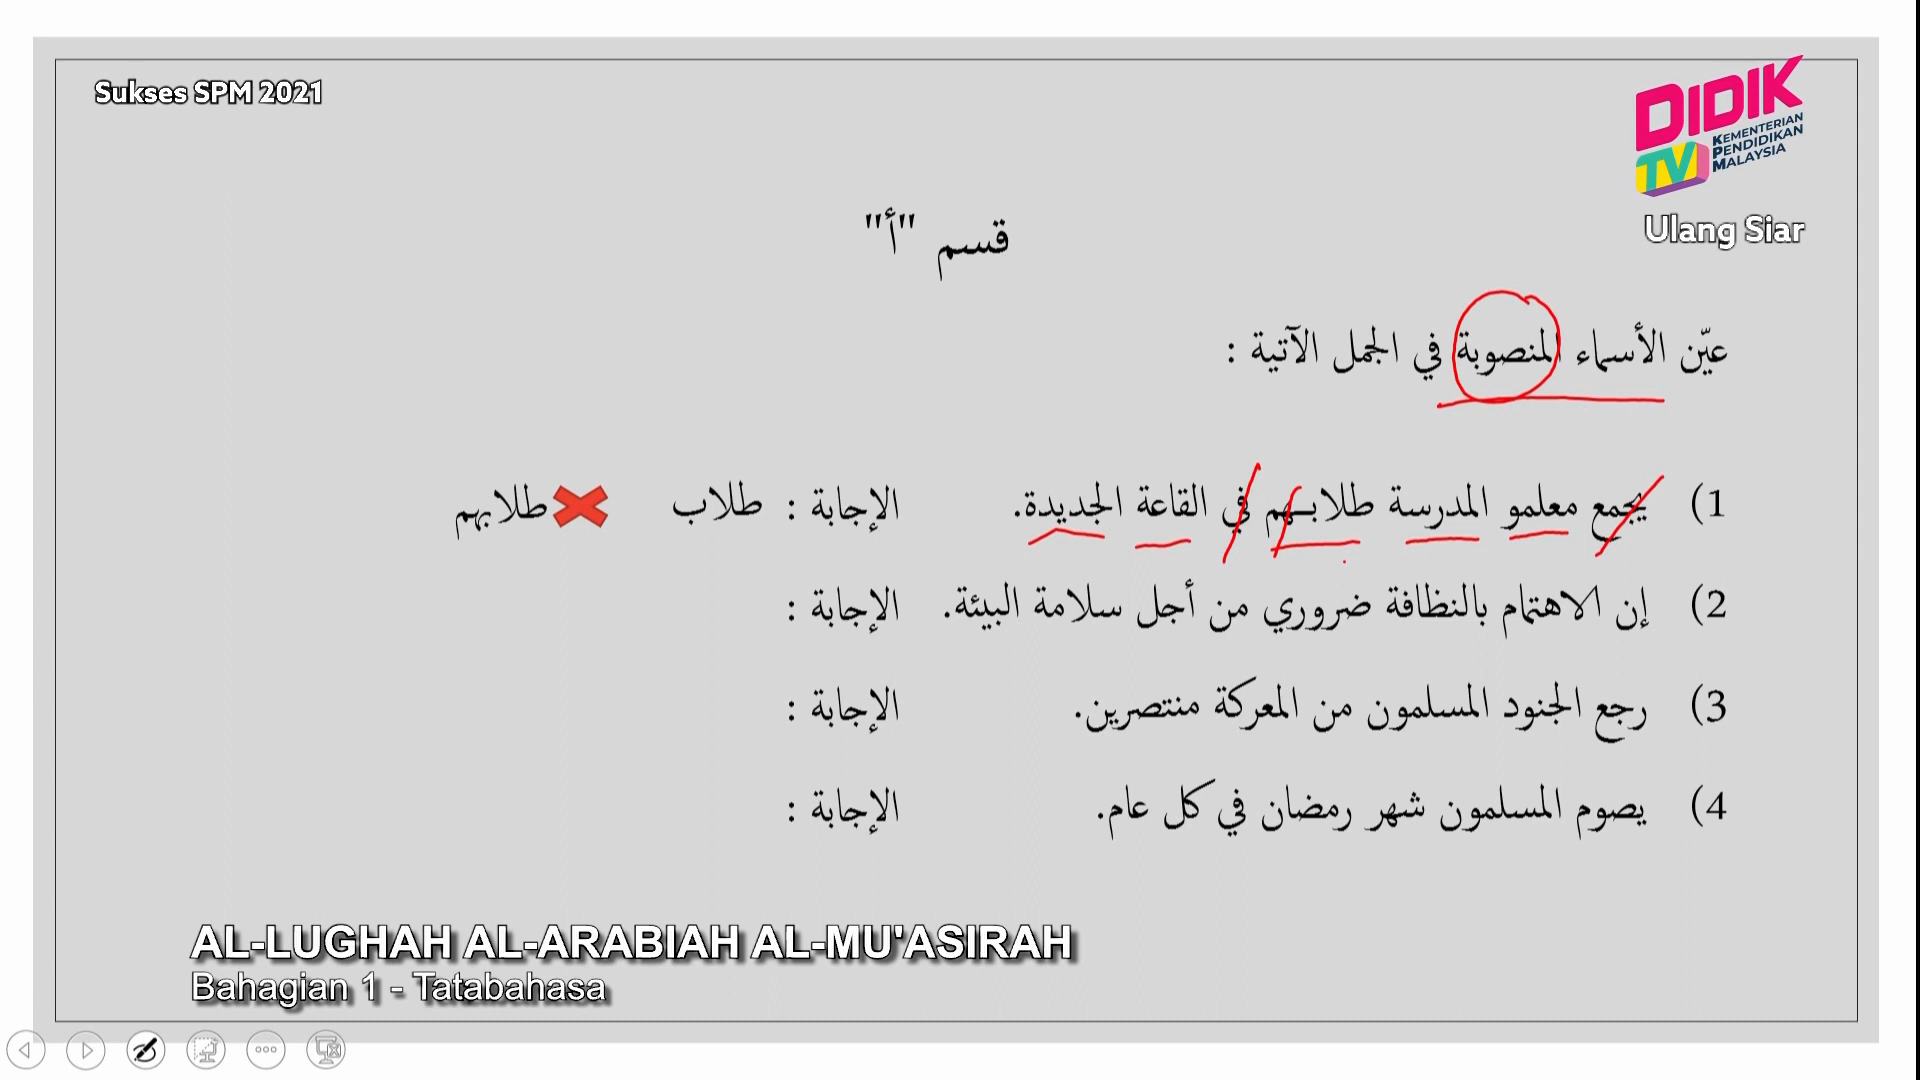 Sukses SPM 2021
DIDIK
TV
KEMENTERIAN
PENDIDIKAN
MALAYSIA
Ulang Siar
قسم "أ"
عيّن الأسماء المنصوبة في الجمل الآتية :
1) يجمع معلمو المدرسة طلابـهم في القاعة الجديدة. الإجابة : طلاب طلابهم
2) إن الاهتمام بالنظافة ضروري من أجل سلامة البيئة. الإجابة :
3) رجع الجنود المسلمون من المعركة منتصرين. الإجابة :
4) يصوم المسلمون شهر رمضان في كل عام. الإجابة :
AL-LUGHAH AL-ARABIAH AL-MU'ASIRAH
Bahagian 1 - Tatabahasa